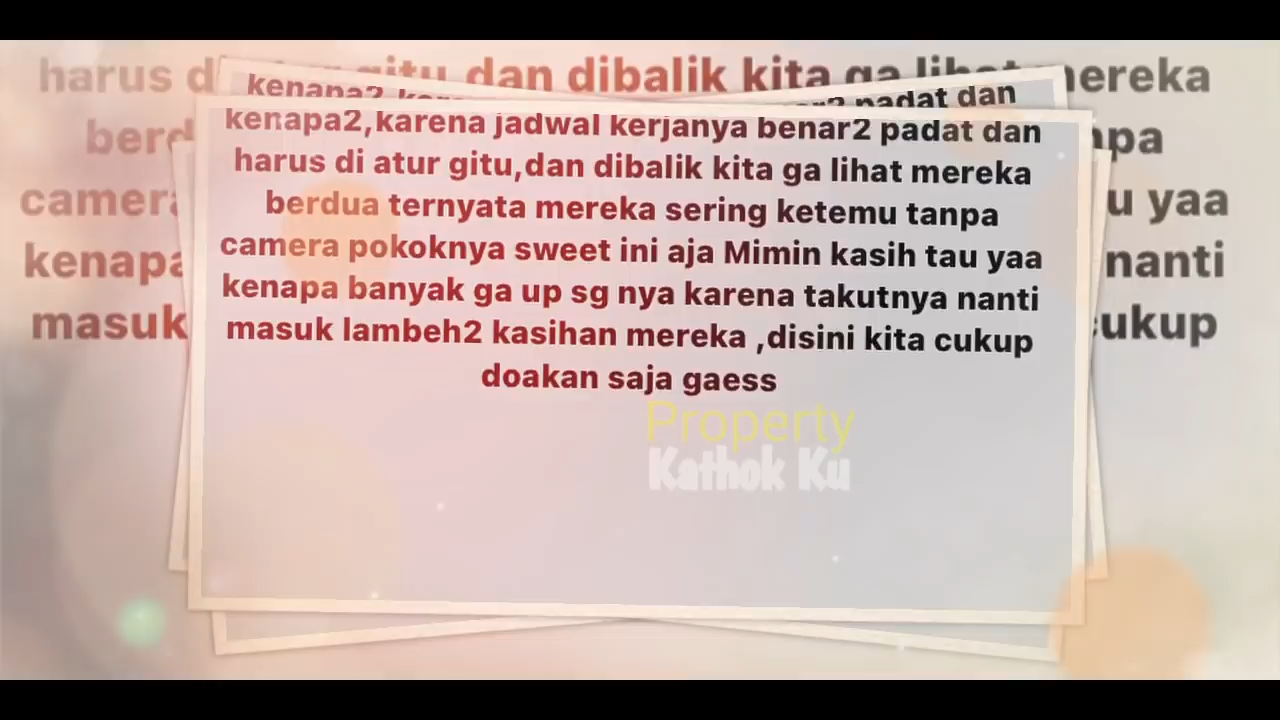 kenapa2,karena jadwal kerjanya benar2 padat dan
harus di atur gitu,dan dibalik kita ga lihat mereka
berdua ternyata mereka sering ketemu tanpa
camera pokoknya sweet ini aja Mimin kasih tau yaa
kenapa banyak ga up sg nya karena takutnya nanti
masuk lambeh2 kasihan mereka ,disini kita cukup
doakan saja gaess
Property
Kathok Ku